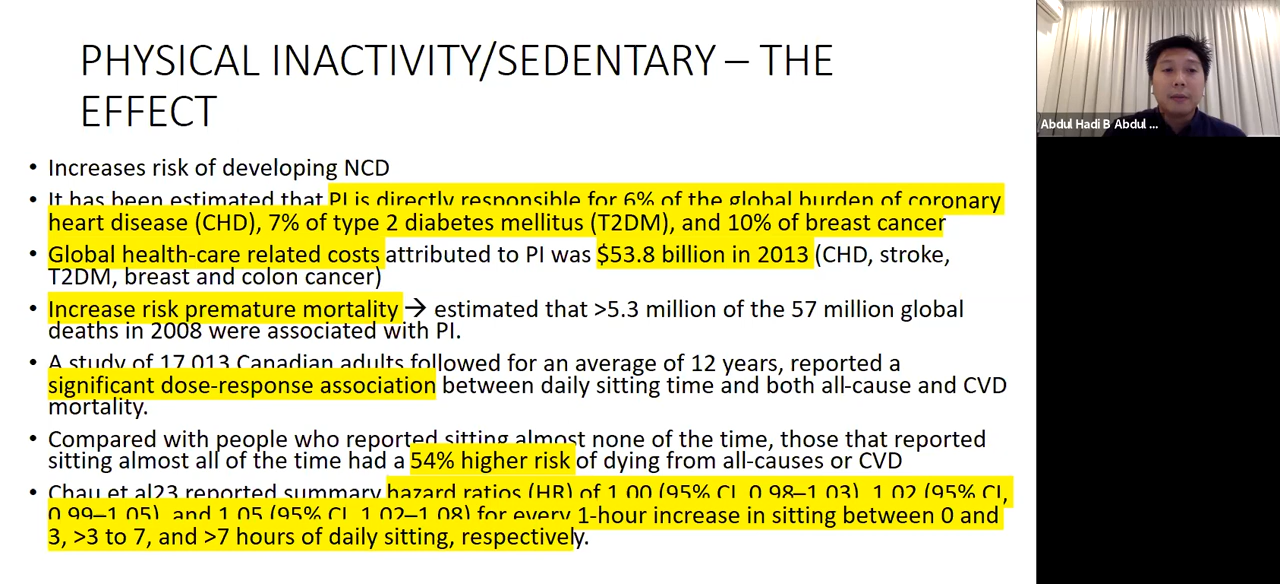 PHYSICAL INACTIVITY/SEDENTARY – THE
EFFECT
Abdul Hadi B Abdul ...
• Increases risk of developing NCD
• It has been estimated that PI is directly responsible for 6% of the global burden of coronary
heart disease (CHD), 7% of type 2 diabetes mellitus (T2DM), and 10% of breast cancer
• Global health-care related costs attributed to PI was $53.8 billion in 2013 (CHD, stroke,
T2DM, breast and colon cancer)
• Increase risk premature mortality → estimated that >5.3 million of the 57 million global
deaths in 2008 were associated with PI.
• A study of 17,013 Canadian adults followed for an average of 12 years, reported a
significant dose-response association between daily sitting time and both all-cause and CVD
mortality.
• Compared with people who reported sitting almost none of the time, those that reported
sitting almost all of the time had a 54% higher risk of dying from all-causes or CVD
• Chau et al23 reported summary hazard ratios (HR) of 1.00 (95% CI, 0.98–1.03), 1.02 (95% CI,
0.99–1.05), and 1.05 (95% CI, 1.02–1.08) for every 1-hour increase in sitting between 0 and
3, >3 to 7, and >7 hours of daily sitting, respectively.